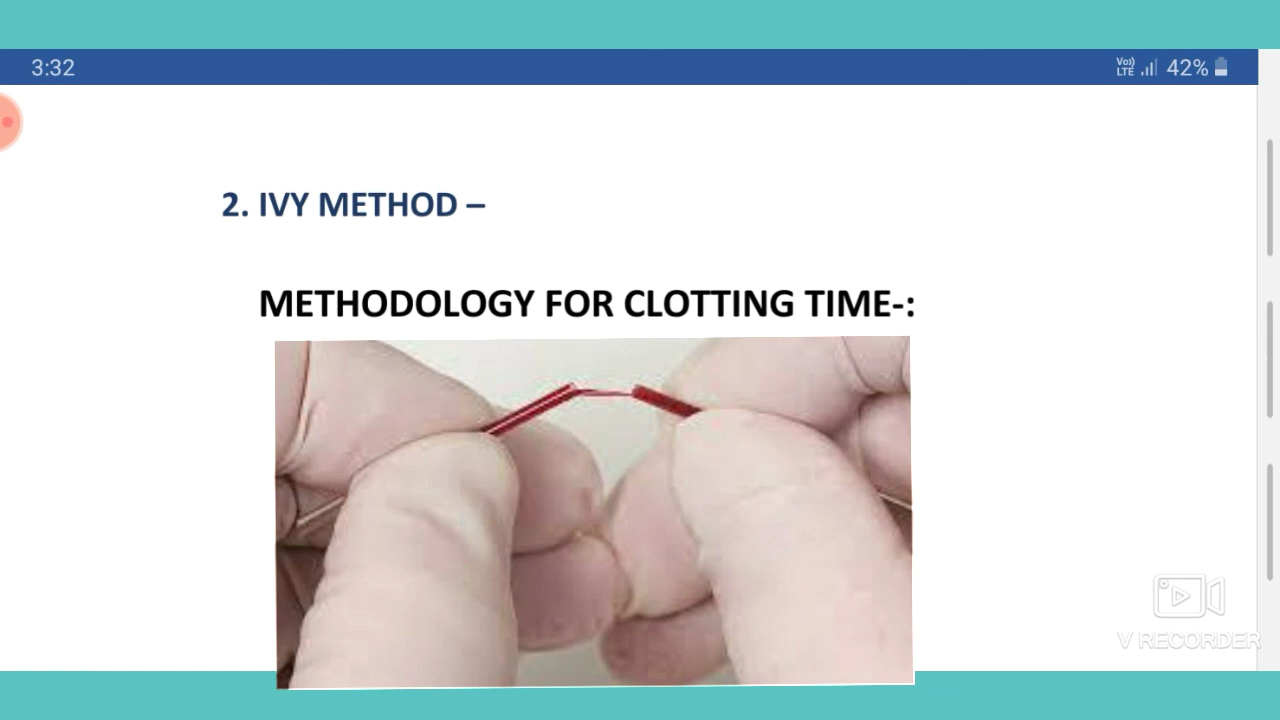 3:32
Vo)) LTE 42%
2. IVY METHOD –
METHODOLOGY FOR CLOTTING TIME-:
V RECORDER